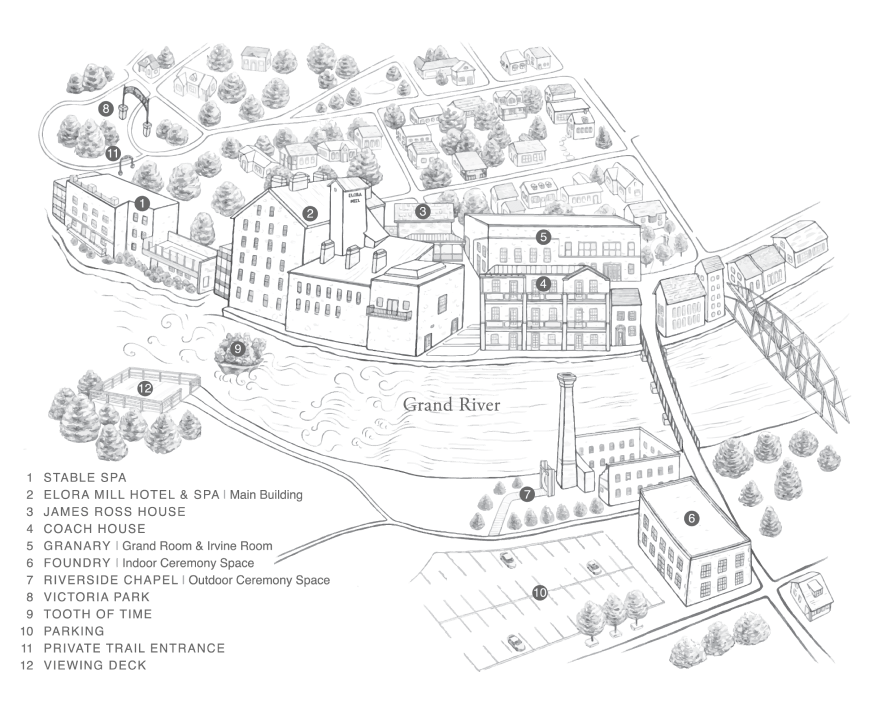 8
11
1
2
ELORA
MILL
3
5
4
9
12
Grand River
7
6
10
1 STABLE SPA
2 ELORA MILL HOTEL & SPA | Main Building
3 JAMES ROSS HOUSE
4 COACH HOUSE
5 GRANARY | Grand Room & Irvine Room
6 FOUNDRY | Indoor Ceremony Space
7 RIVERSIDE CHAPEL | Outdoor Ceremony Space
8 VICTORIA PARK
9 TOOTH OF TIME
10 PARKING
11 PRIVATE TRAIL ENTRANCE
12 VIEWING DECK